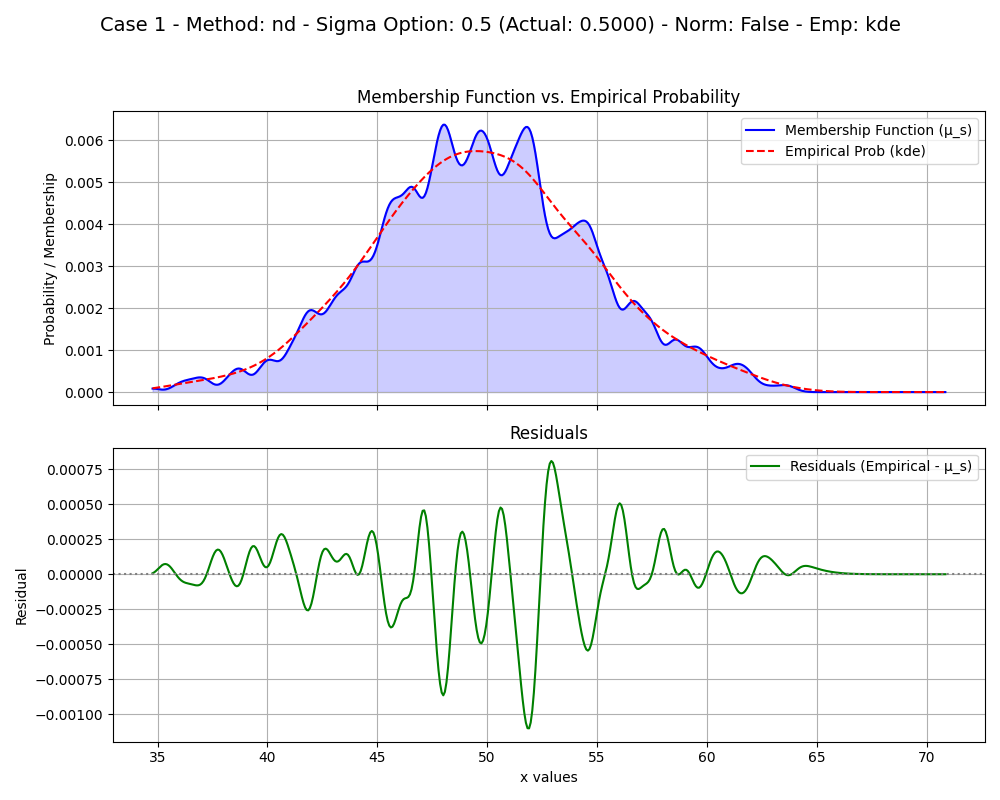 Case 1 - Method: nd - Sigma Option: 0.5 (Actual: 0.5000) - Norm: False - Emp: kde
Membership Function vs. Empirical Probability
Membership Function (μ_s)
Empirical Prob (kde)
Probability / Membership
0.006
0.005
0.004
0.003
0.002
0.001
0.000
Residuals
Residuals (Empirical - μ_s)
Residual
0.00075
0.00050
0.00025
0.00000
−0.00025
−0.00050
−0.00075
−0.00100
35 40 45 50 55 60 65 70
x values